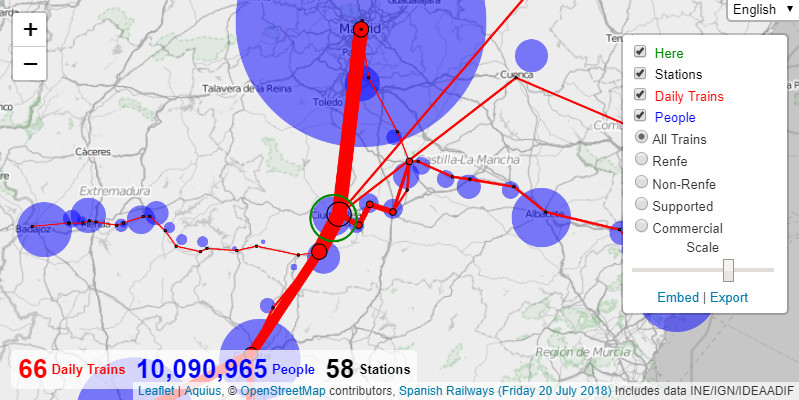 English ▼
Guadalajara
+
Madrid
−
Here
Stations
Daily Trains
People
All Trains
Renfe
Non-Renfe
Supported
Commercial
Scale
Embed | Export
Cuenca
Talavera de la Reina
Toledo
Cáceres
Castilla-La Mancha
Extremadura
Badajoz
Mérida
Albacete
Región de Murcia
66 Daily Trains 10,090,965 People 58 Stations
Leaflet | Aquius, © OpenStreetMap contributors, Spanish Railways (Friday 20 July 2018) Includes data INE/IGN/IDEAADIF